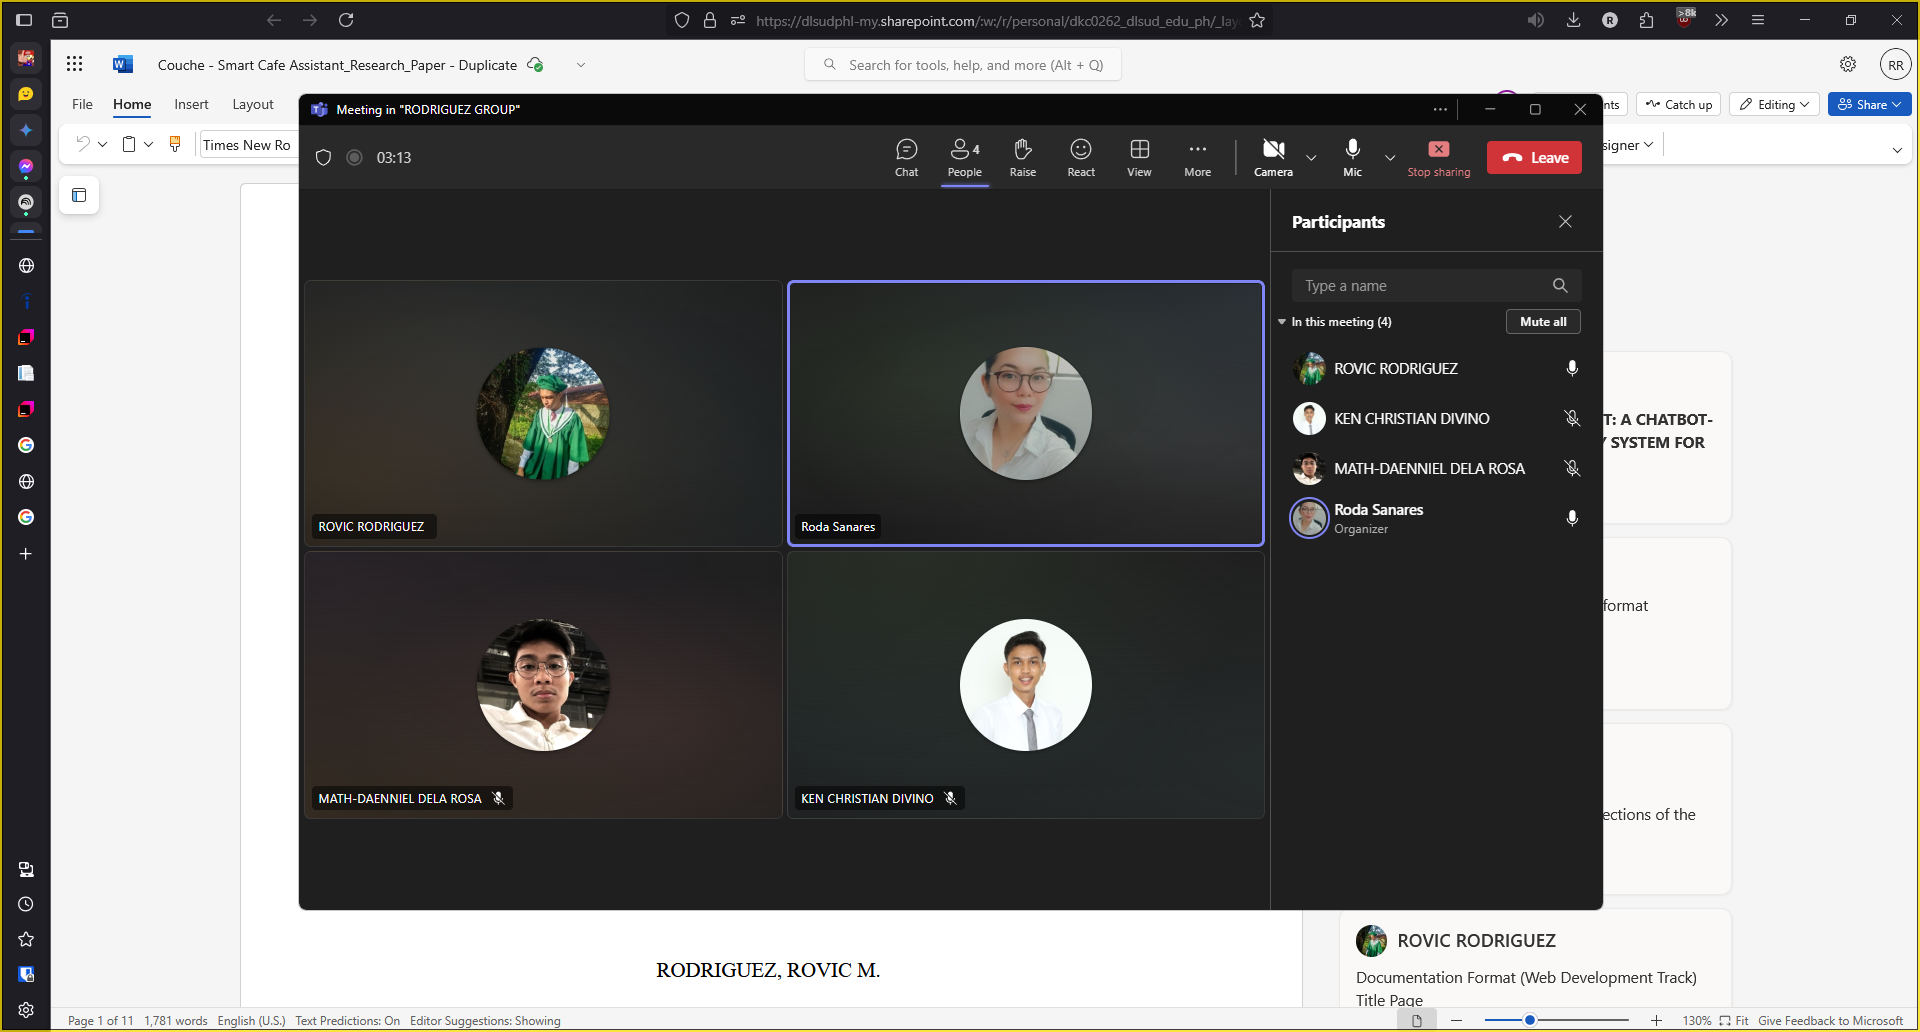 https://dlsudphl-my.sharepoint.com/:w:/r/personal/dkc0262_dlsud_edu_ph/_lay
>8k
Couche - Smart Cafe Assistant_Research_Paper - Duplicate
Search for tools, help, and more (Alt + Q)
RR
File
Home
Insert
Layout
nts
Catch up
Editing
Share
Times New Ro
signer
Meeting in "RODRIGUEZ GROUP"
03:13
Chat
People
4
Raise
React
View
More
Camera
Mic
Stop sharing
Leave
Participants
Type a name
In this meeting (4)
Mute all
ROVIC RODRIGUEZ
KEN CHRISTIAN DIVINO
MATH-DAENNIEL DELA ROSA
Roda Sanares
Organizer
ROVIC RODRIGUEZ
Roda Sanares
MATH-DAENNIEL DELA ROSA
KEN CHRISTIAN DIVINO
T: A CHATBOT-
Y SYSTEM FOR
format
ections of the
ROVIC RODRIGUEZ
Documentation Format (Web Development Track)
Title Page
RODRIGUEZ, ROVIC M.
Page 1 of 11
1,781 words
English (U.S.)
Text Predictions: On
Editor Suggestions: Showing
130%
Fit
Give Feedback to Microsoft